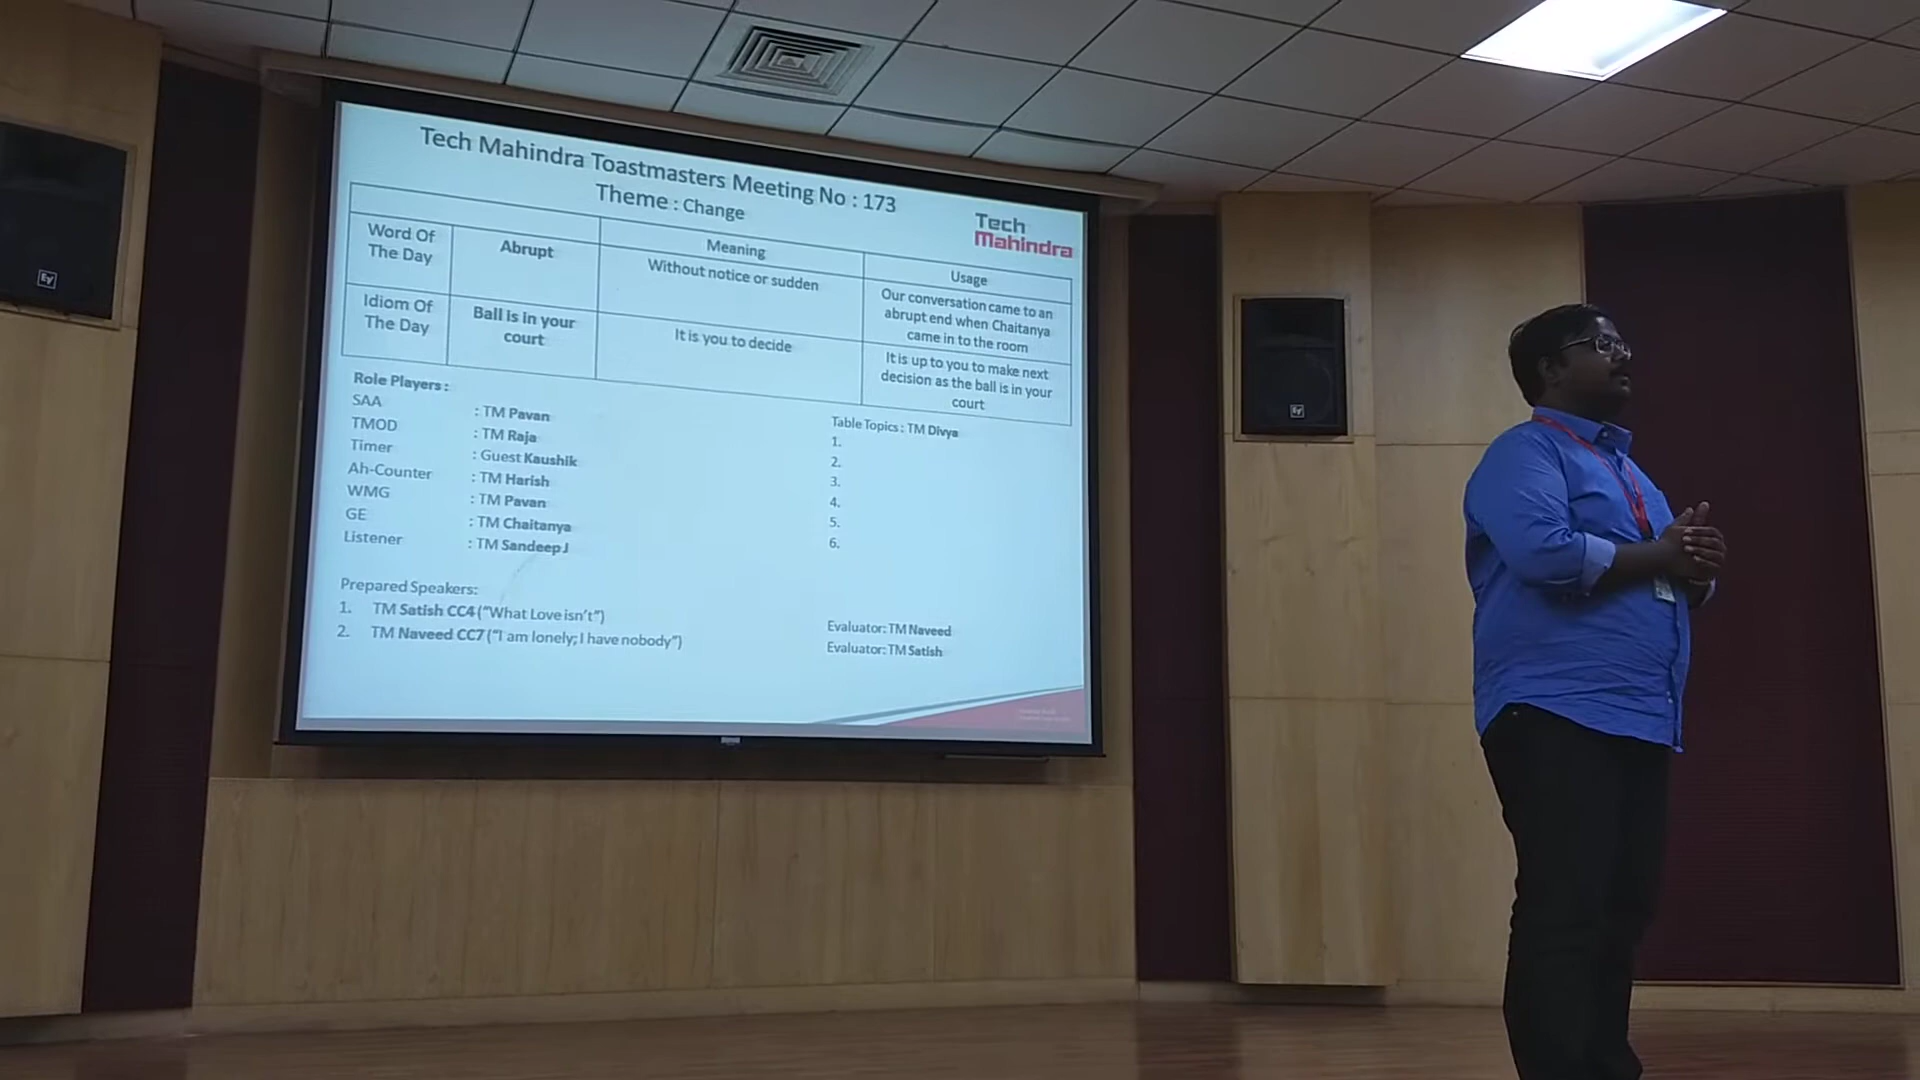 Tech Mahindra Toastmasters Meeting No : 173
Theme : Change
Tech
Mahindra
Meaning
Usage
Word Of
The Day
Abrupt
Without notice or sudden
Our conversation came to an
abrupt end when Chaitanya
came in to the room
Idiom Of
The Day
Ball is in your
court
It is you to decide
It is up to you to make next
decision as the ball is in your
court
Role Players :
SAA : TM Pavan
TMOD : TM Raja
Timer : Guest Kaushik
Ah-Counter : TM Harish
WMG : TM Pavan
GE : TM Chaitanya
Listener : TM Sandeep J
Table Topics : TM Divya
1.
2.
3.
4.
5.
6.
Prepared Speakers:
1. TM Satish CC4 ("What Love isn't")
2. TM Naveed CC7 ("I am lonely; I have nobody")
Evaluator: TM Naveed
Evaluator: TM Satish
EV
EV